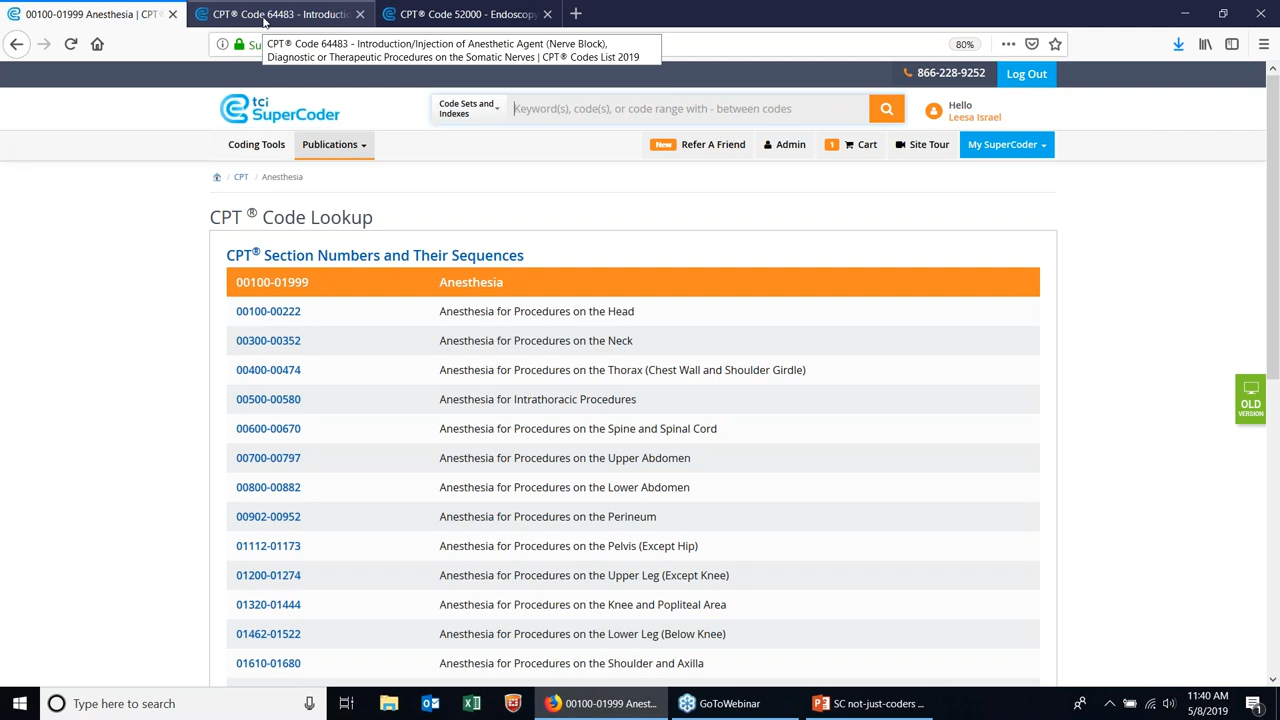 00100-01999 Anesthesia | CPT®
CPT® Code 64483 - Introductic
CPT® Code 52000 - Endoscopy
CPT® Code 64483 - Introduction/Injection of Anesthetic Agent (Nerve Block),
Diagnostic or Therapeutic Procedures on the Somatic Nerves | CPT® Codes List 2019
80%
866-228-9252
Log Out
tci
SuperCoder
Code Sets and
Indexes
Keyword(s), code(s), or code range with - between codes
Hello
Leesa Israel
Coding Tools
Publications
New Refer A Friend
Admin
1 Cart
Site Tour
My SuperCoder
/ CPT / Anesthesia
CPT ® Code Lookup
CPT® Section Numbers and Their Sequences
00100-01999 Anesthesia
00100-00222 Anesthesia for Procedures on the Head
00300-00352 Anesthesia for Procedures on the Neck
00400-00474 Anesthesia for Procedures on the Thorax (Chest Wall and Shoulder Girdle)
00500-00580 Anesthesia for Intrathoracic Procedures
00600-00670 Anesthesia for Procedures on the Spine and Spinal Cord
00700-00797 Anesthesia for Procedures on the Upper Abdomen
00800-00882 Anesthesia for Procedures on the Lower Abdomen
00902-00952 Anesthesia for Procedures on the Perineum
01112-01173 Anesthesia for Procedures on the Pelvis (Except Hip)
01200-01274 Anesthesia for Procedures on the Upper Leg (Except Knee)
01320-01444 Anesthesia for Procedures on the Knee and Popliteal Area
01462-01522 Anesthesia for Procedures on the Lower Leg (Below Knee)
01610-01680 Anesthesia for Procedures on the Shoulder and Axilla
OLD
VERSION
Type here to search
00100-01999 Anest...
GoToWebinar
SC not-just-coders ...
11:40 AM
5/8/2019
1